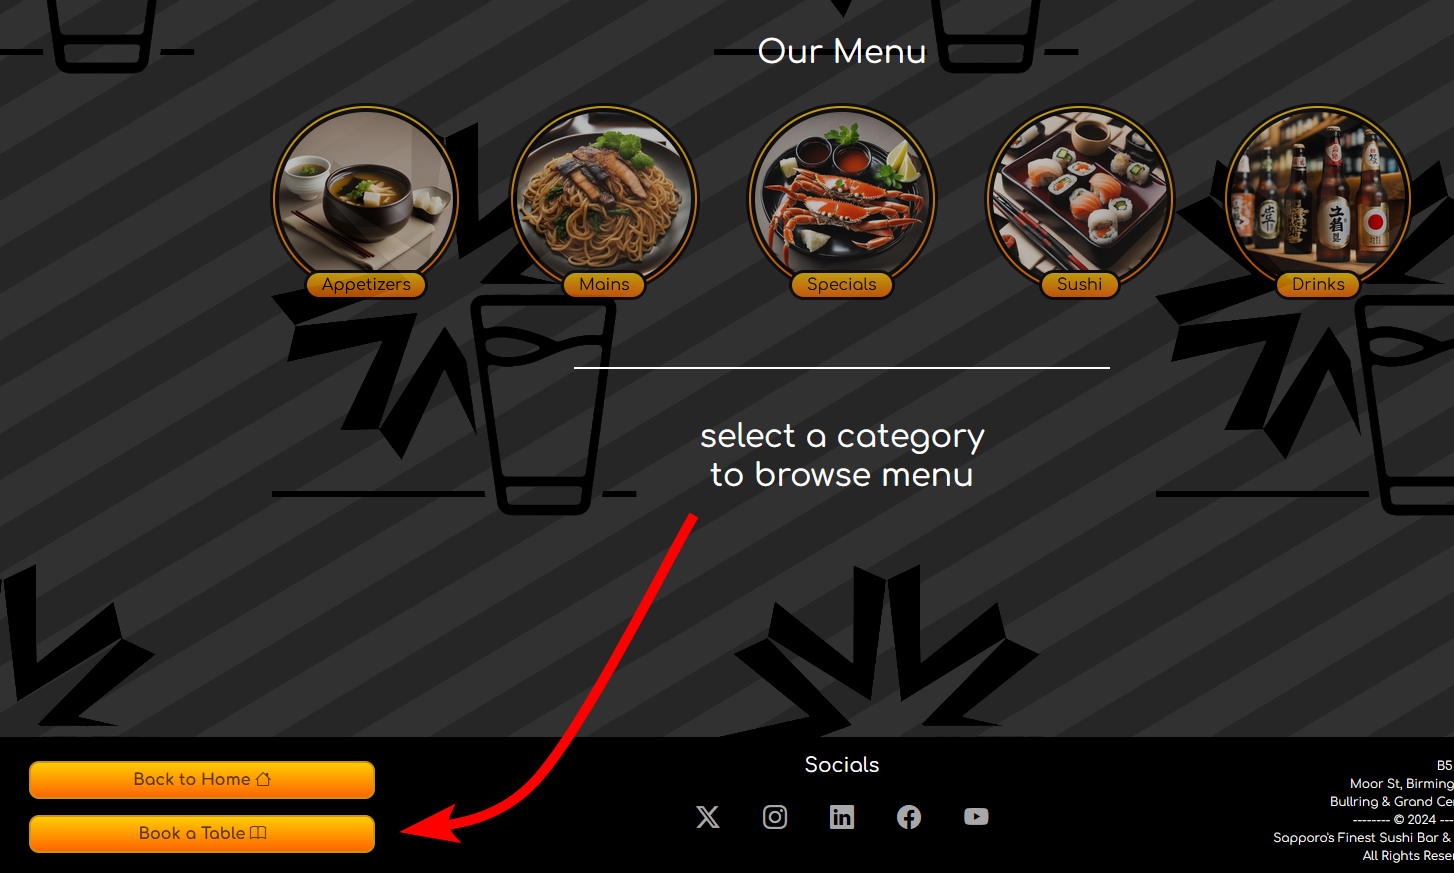 Our Menu
Appetizers
Mains
Specials
Sushi
Drinks
select a category
to browse menu
Back to Home
Book a Table
Socials
B5
Moor St, Birming
Bullring & Grand Ce
-------- © 2024 ---
Sapporo's Finest Sushi Bar &
All Rights Rese